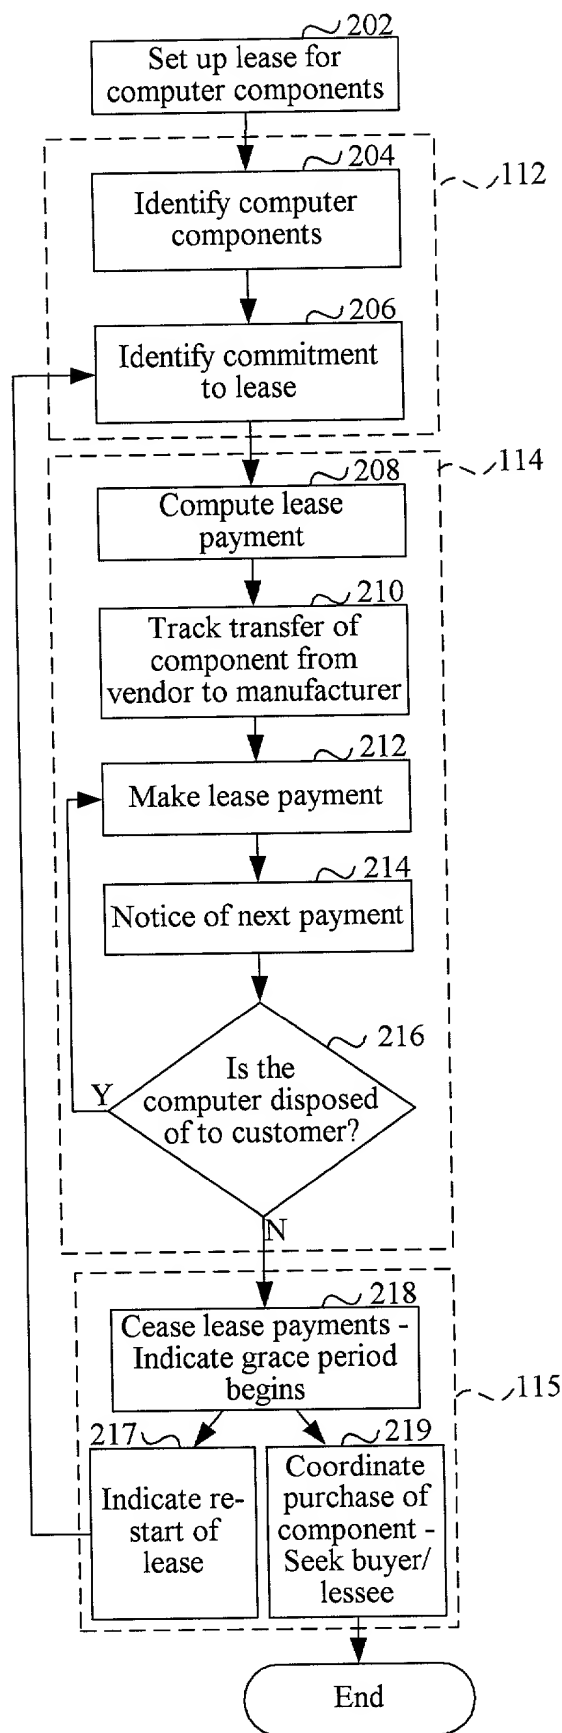 202
Set up lease for
computer components
204
112
Identify computer
components
206
Identify commitment
to lease
114
208
Compute lease
payment
210
Track transfer of
component from
vendor to manufacturer
212
Make lease payment
214
Notice of next payment
216
Is the
Y
computer disposed
of to customer?
N
218
Cease lease payments -
Indicate grace period
begins
115
217
219
Indicate re-
start of
lease
Coordinate
purchase of
component -
Seek buyer/
lessee
End